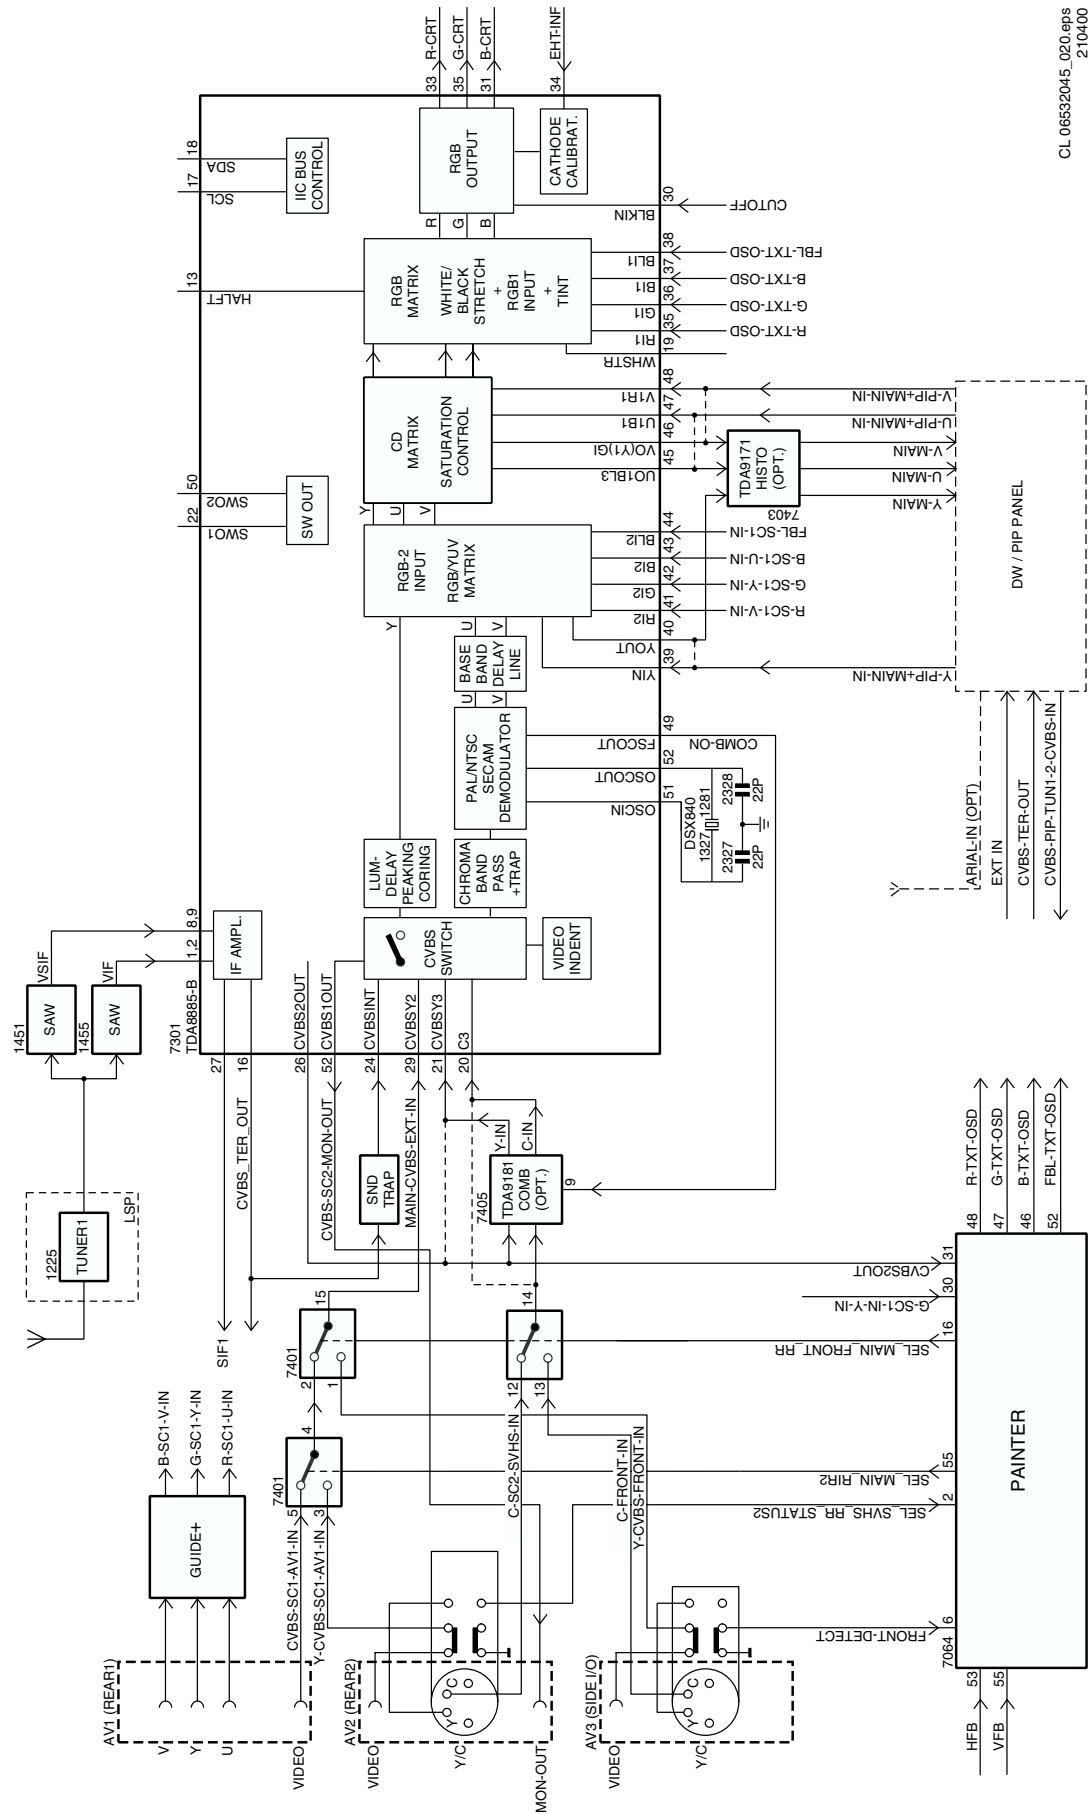 CL 06532045_020.eps
210400
33
R-CRT
35
G-CRT
31
B-CRT
34
EHT-INF
18
SDA
17
SCL
IIC BUS
CONTROL
RGB
OUTPUT
CATHODE
CALIBRAT.
R
G
B
BLKIN
30
CUTOFF
13
HALFT
RGB
MATRIX
WHITE/
BLACK
STRETCH
+
RGB1
INPUT
+
TINT
BLI1
38
FBL-TXT-OSD
BI1
37
B-TXT-OSD
GI1
36
G-TXT-OSD
RI1
35
R-TXT-OSD
WHSTR
19
CD
MATRIX
SATURATION
CONTROL
V1R1
48
V-PIP+MAIN-IN
U1B1
47
U-PIP+MAIN-IN
VO(Y1)GI
46
V-MAIN
UO1BL3
45
U-MAIN
Y-MAIN
TDA9171
HISTO
(OPT.)
7403
50
SWO2
22
SWO1
SW OUT
Y
U
V
RGB-2
INPUT
RGB/YUV
MATRIX
BLI2
44
FBL-SC1-IN
BI2
43
B-SC1-U-IN
GI2
42
G-SC1-Y-IN
RI2
41
R-SC1-V-IN
YOUT
40
YIN
39
Y-PIP+MAIN-IN
DW / PIP PANEL
Y
U
V
BASE
BAND
DELAY
LINE
U
V
PAL/NTSC
SECAM
DEMODULATOR
FSCOUT
49
COMB-ON
OSCOUT
52
OSCIN
51
DSX840
1327
1281
2328
22P
2327
22P
ARIAL-IN (OPT)
EXT IN
CVBS-TER-OUT
CVBS-PIP-TUN1-2-CVBS-IN
LUM-
DELAY
PEAKING
CORING
CHROMA
BAND
PASS
+TRAP
CVBS
SWITCH
VIDEO
INDENT
IF AMPL.
8,9
1,2
VSIF
VIF
1451
SAW
1455
SAW
7301
TDA8885-B
27
16
CVBS_TER_OUT
26
CVBS2OUT
52
CVBS1OUT
24
CVBSINT
29
CVBSY2
21
CVBSY3
20
C3
CVBS-SC2-MON-OUT
MAIN-CVBS-EXT-IN
SND
TRAP
Y-IN
C-IN
7405
TDA9181
COMB
(OPT.)
9
1225
TUNER1
LSP
SIF1
7401
15
2
1
14
12
13
7401
4
5
3
CVBS-SC1-AV1-IN
Y-CVBS-SC1-AV1-IN
C-SC2-SVHS-IN
C-FRONT-IN
Y-CVBS-FRONT-IN
B-SC1-V-IN
G-SC1-Y-IN
R-SC1-U-IN
GUIDE+
AV1 (REAR1)
V
Y
U
VIDEO
AV2 (REAR2)
VIDEO
Y/C
Y
C
MON-OUT
AV3 (SIDE I/O)
VIDEO
Y/C
Y
C
48
R-TXT-OSD
47
G-TXT-OSD
46
B-TXT-OSD
52
FBL-TXT-OSD
31
CVBS2OUT
30
G-SC1-IN-Y-IN
16
SEL_MAIN_FRONT_RR
55
SEL_MAIN_RIR2
2
SEL_SVHS_RR_STATUS2
6
FRONT-DETECT
7064
PAINTER
53
HFB
55
VFB